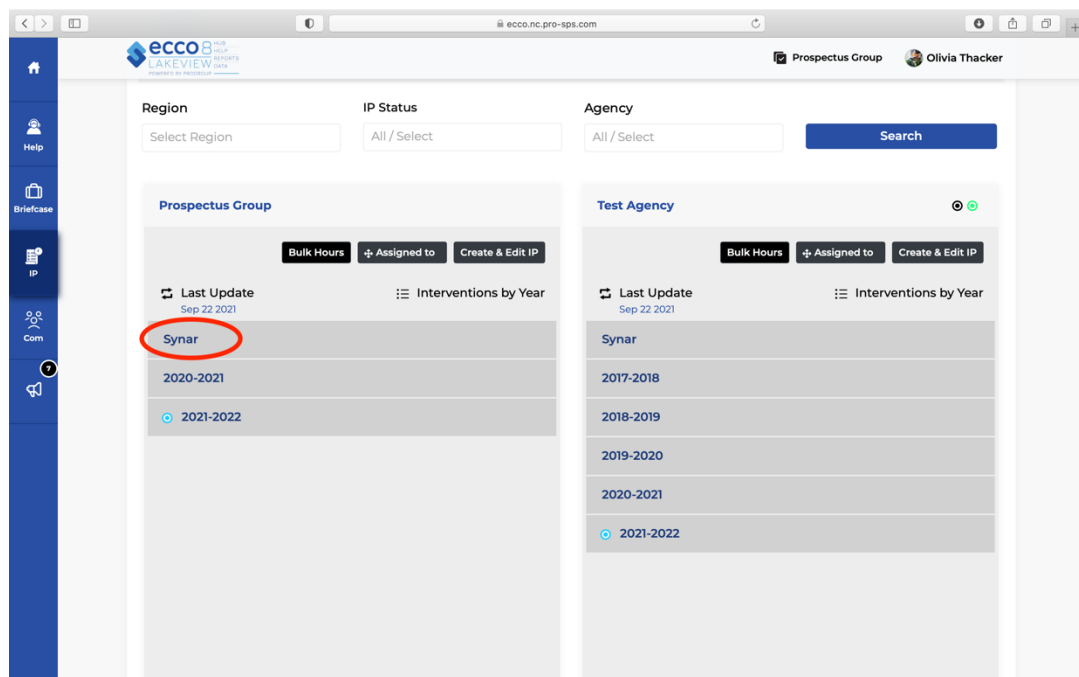 ecco.nc.pro-sps.com
ecco 8 HUB HELP REPORTS DATA
LAKEVIEW
POWERED BY PROGROUP
Prospectus Group
Olivia Thacker
Help
Briefcase
IP
Com
7
Region
IP Status
Agency
Select Region
All / Select
All / Select
Search
Prospectus Group
Bulk Hours
Assigned to
Create & Edit IP
Last Update
Interventions by Year
Sep 22 2021
Synar
2020-2021
2021-2022
Test Agency
Bulk Hours
Assigned to
Create & Edit IP
Last Update
Interventions by Year
Sep 22 2021
Synar
2017-2018
2018-2019
2019-2020
2020-2021
2021-2022